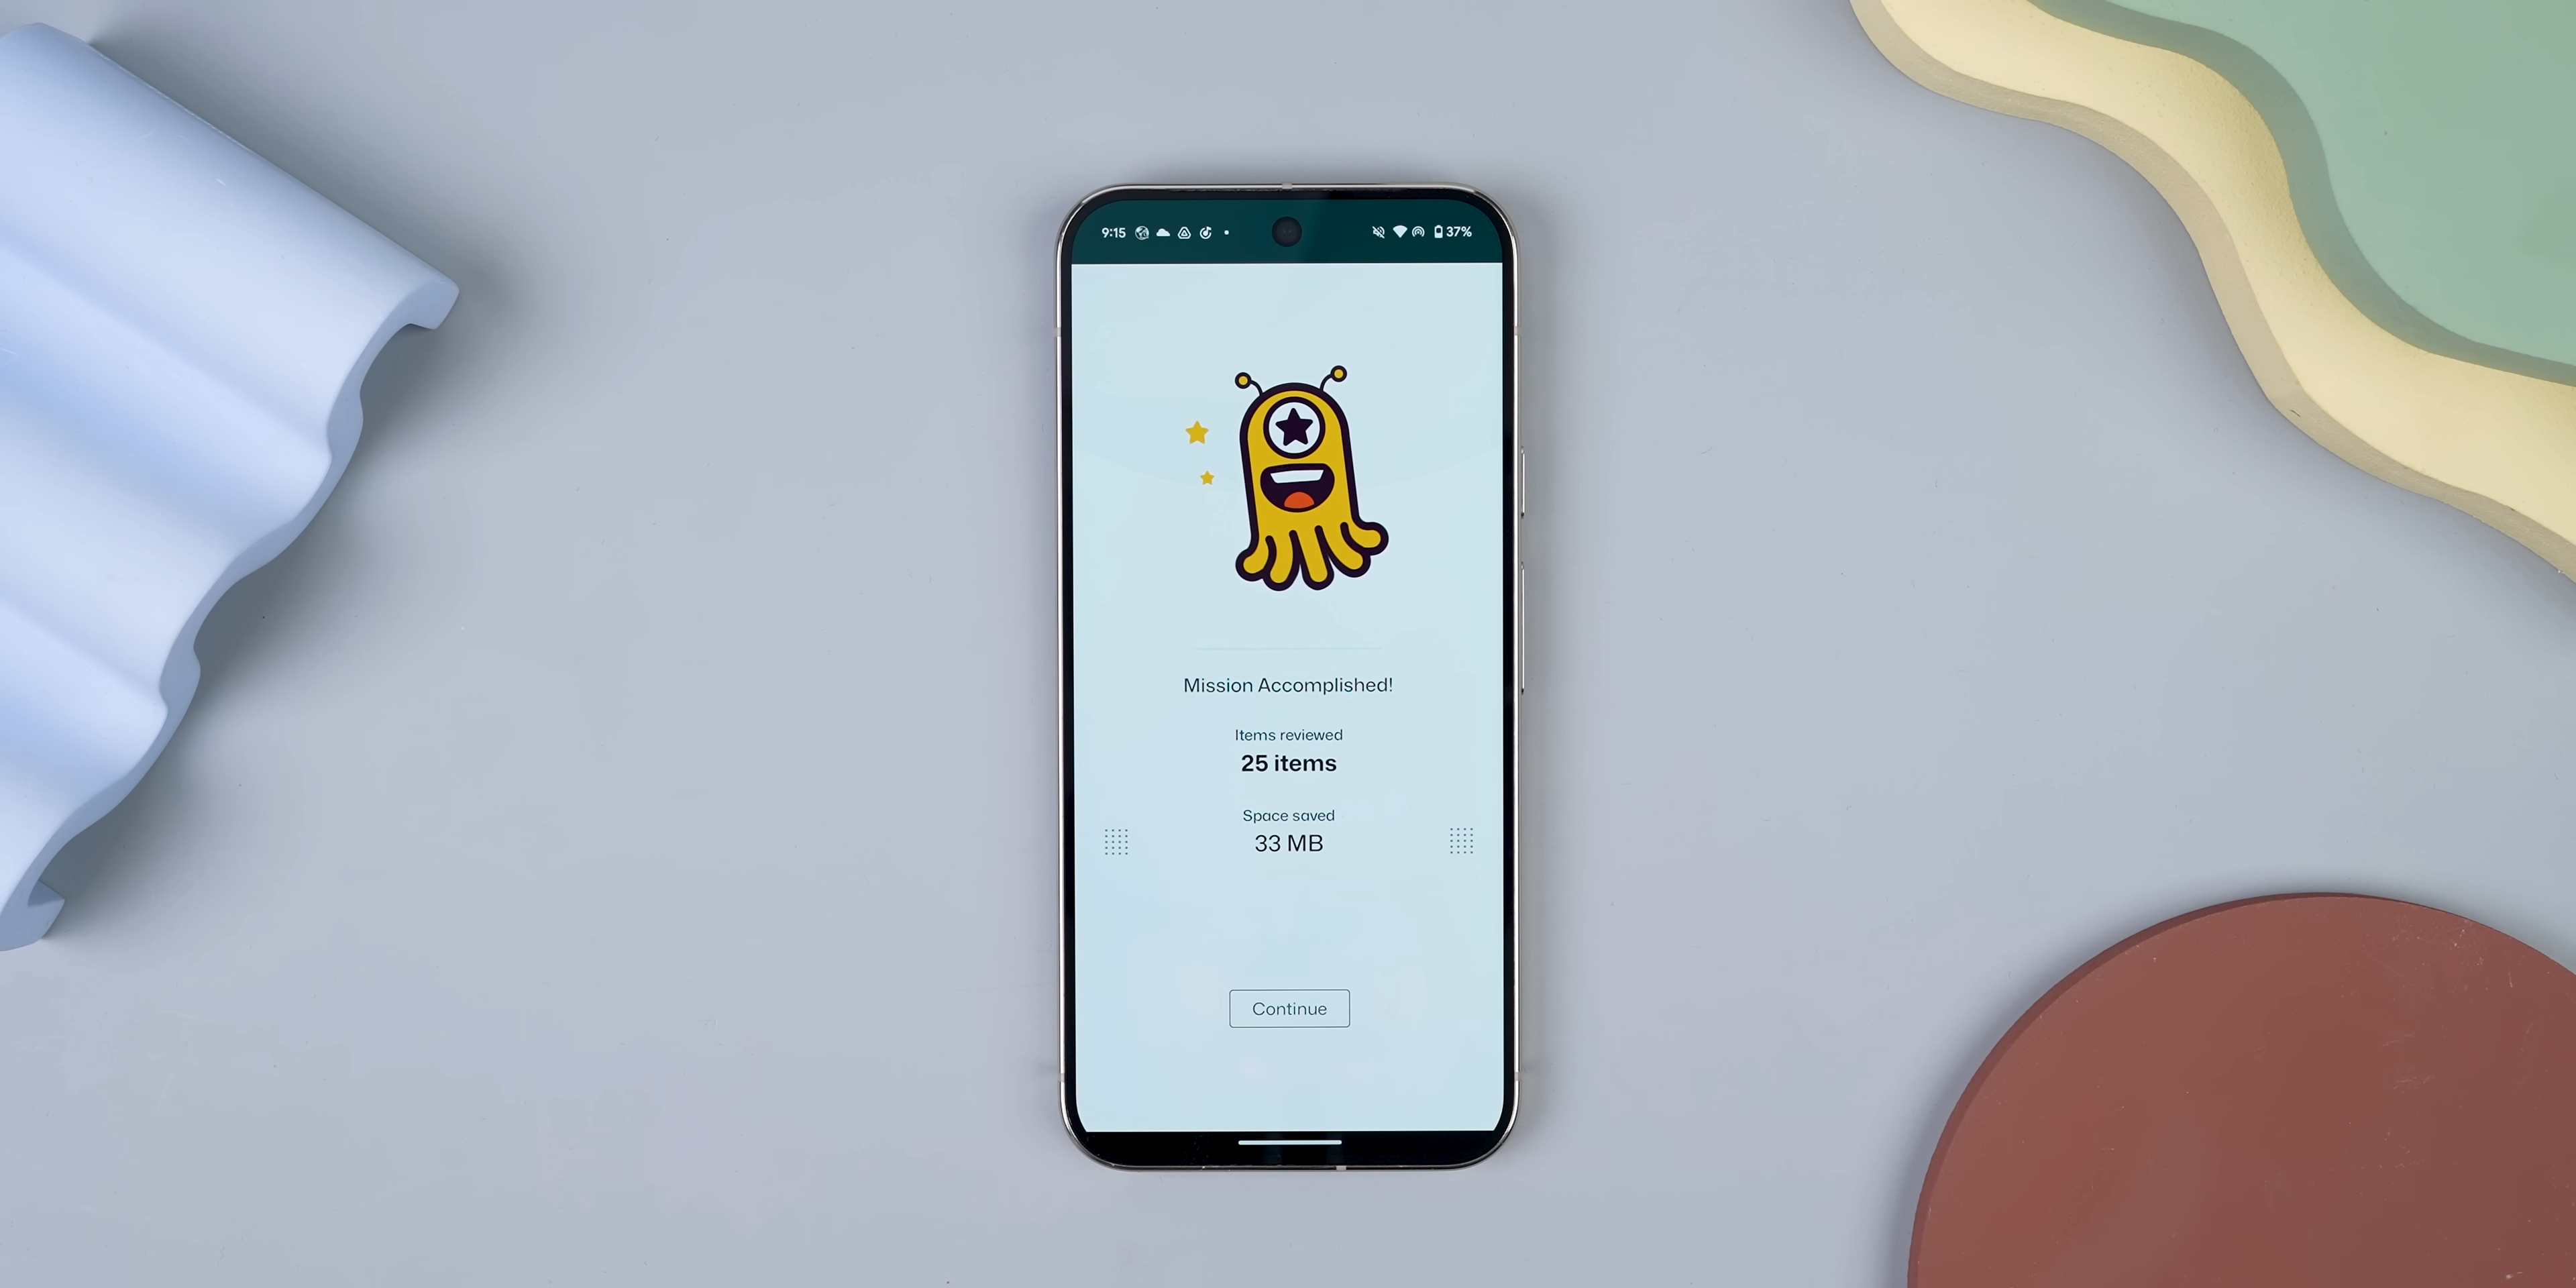 9:15 37%
Mission Accomplished!
Items reviewed
25 items
Space saved
33 MB
Continue